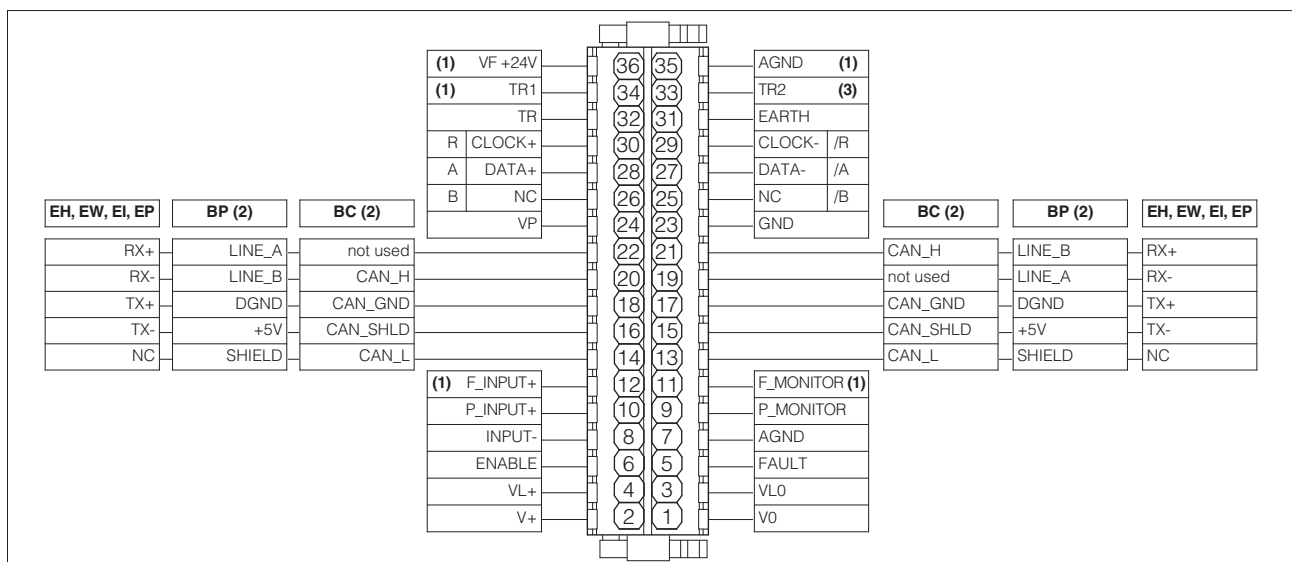 (1) VF +24V 36 35 AGND (1)
(1) TR1 34 33 TR2 (3)
TR 32 31 EARTH
R CLOCK+ 30 29 CLOCK- /R
A DATA+ 28 27 DATA- /A
B NC 26 25 NC /B
EH, EW, EI, EP BP (2) BC (2) VP 24 23 GND BC (2) BP (2) EH, EW, EI, EP
RX+ LINE_A not used 22 21 CAN_H LINE_B RX+
RX- LINE_B CAN_H 20 19 not used LINE_A RX-
TX+ DGND CAN_GND 18 17 CAN_GND DGND TX+
TX- +5V CAN_SHLD 16 15 CAN_SHLD +5V TX-
NC SHIELD CAN_L 14 13 CAN_L SHIELD NC
(1) F_INPUT+ 12 11 F_MONITOR (1)
P_INPUT+ 10 9 P_MONITOR
INPUT- 8 7 AGND
ENABLE 6 5 FAULT
VL+ 4 3 VL0
V+ 2 1 V0